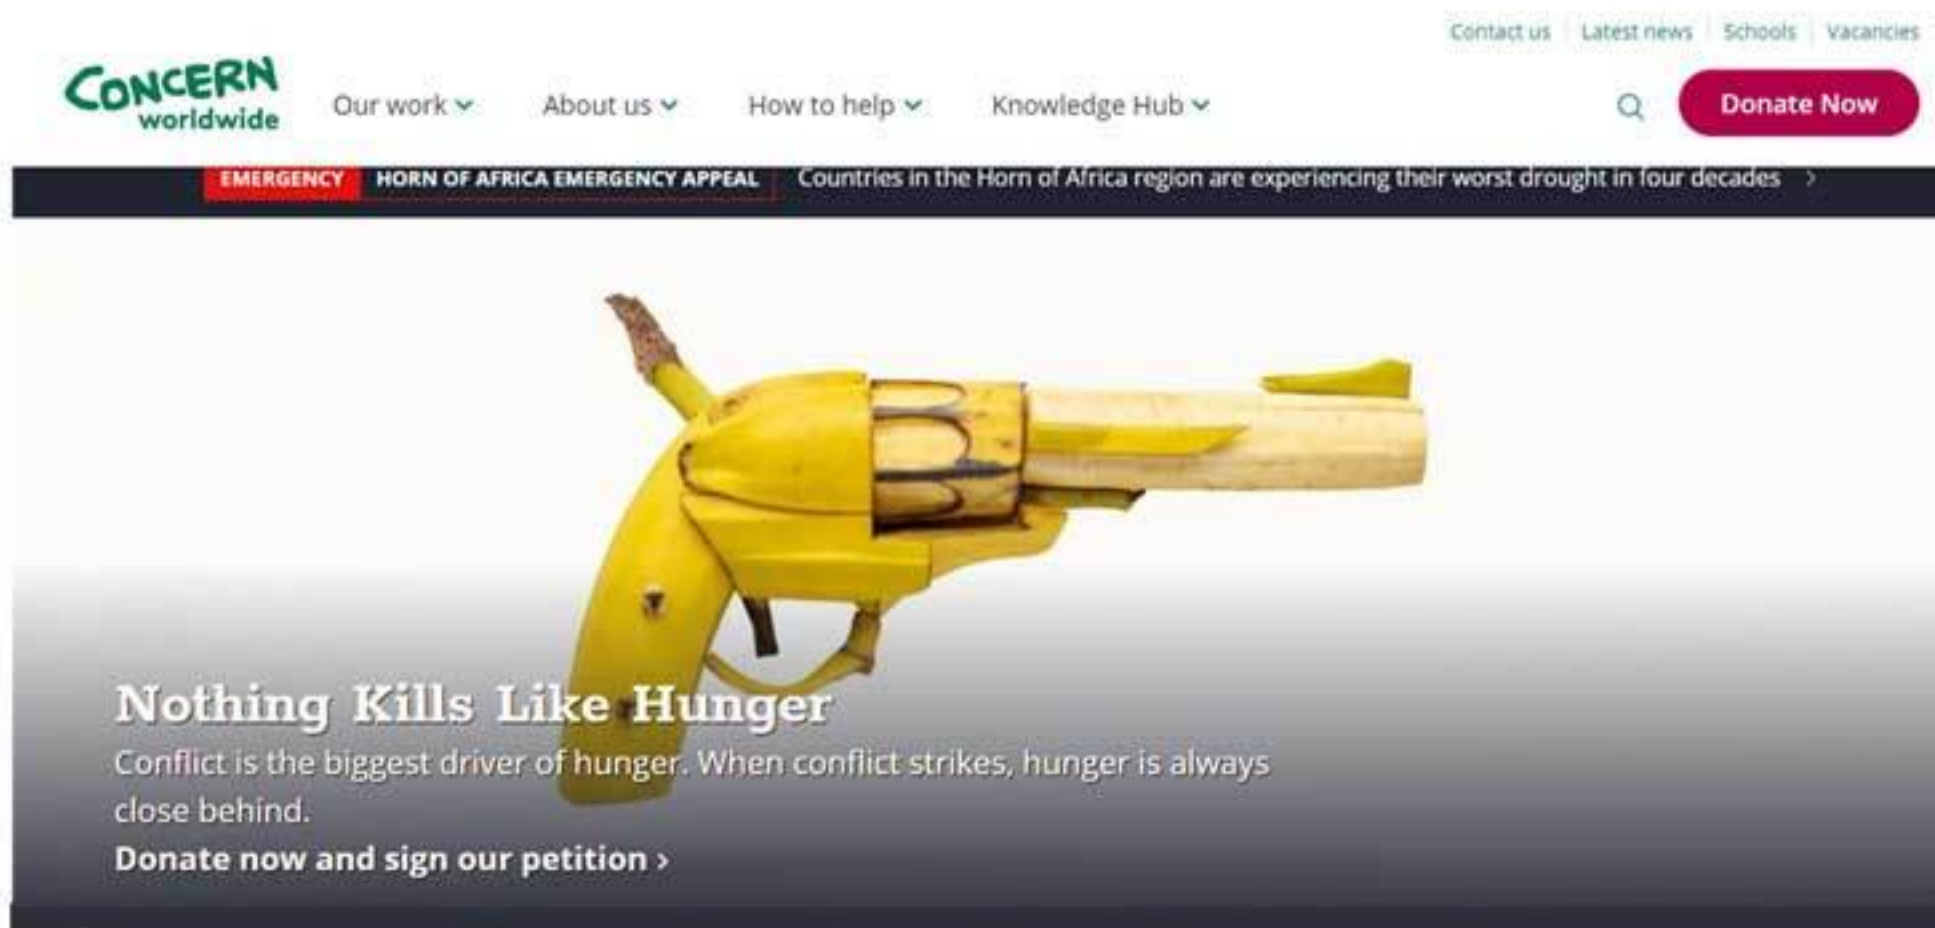 Contact us Latest news Schools Vacancies
CONCERN
worldwide
Our work About us How to help Knowledge Hub Donate Now
EMERGENCY HORN OF AFRICA EMERGENCY APPEAL Countries in the Horn of Africa region are experiencing their worst drought in four decades
Nothing Kills Like Hunger
Conflict is the biggest driver of hunger. When conflict strikes, hunger is always
close behind.
Donate now and sign our petition >